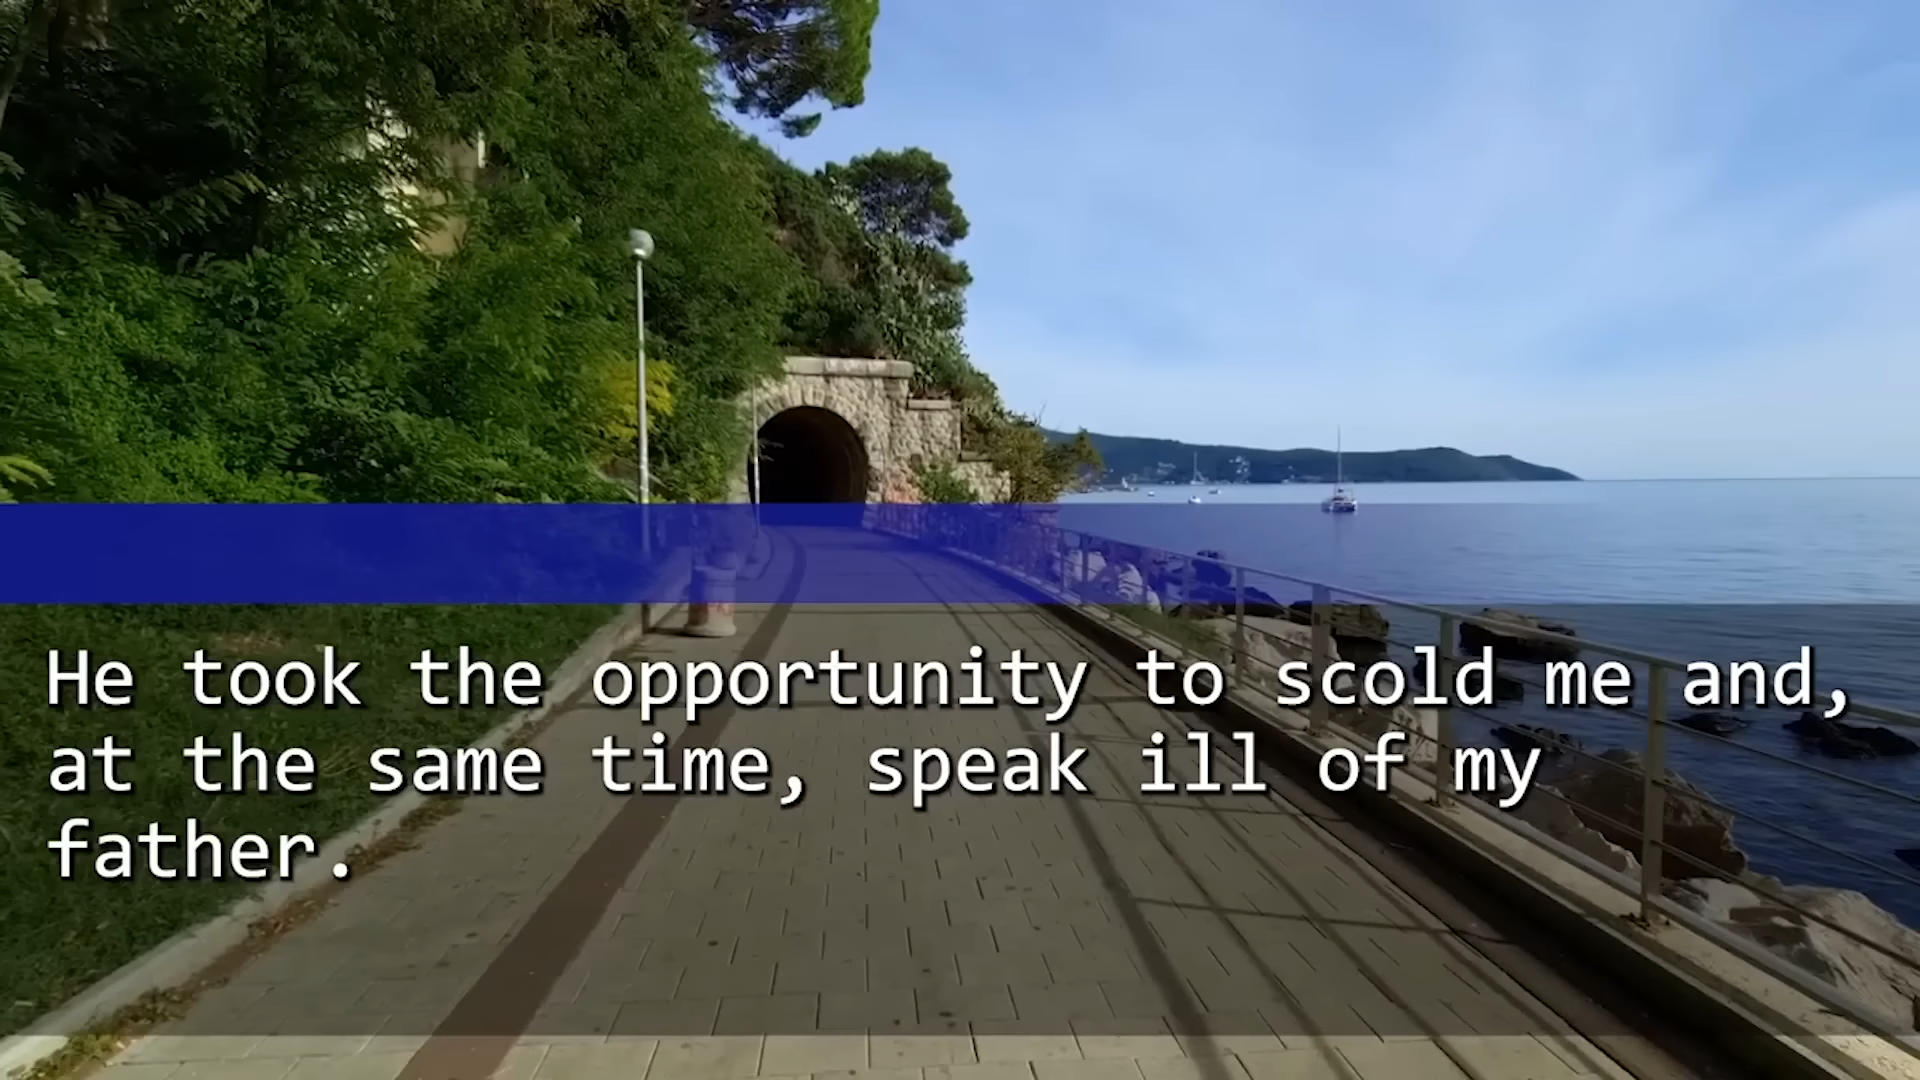 He took the opportunity to scold me and,
at the same time, speak ill of my
father.